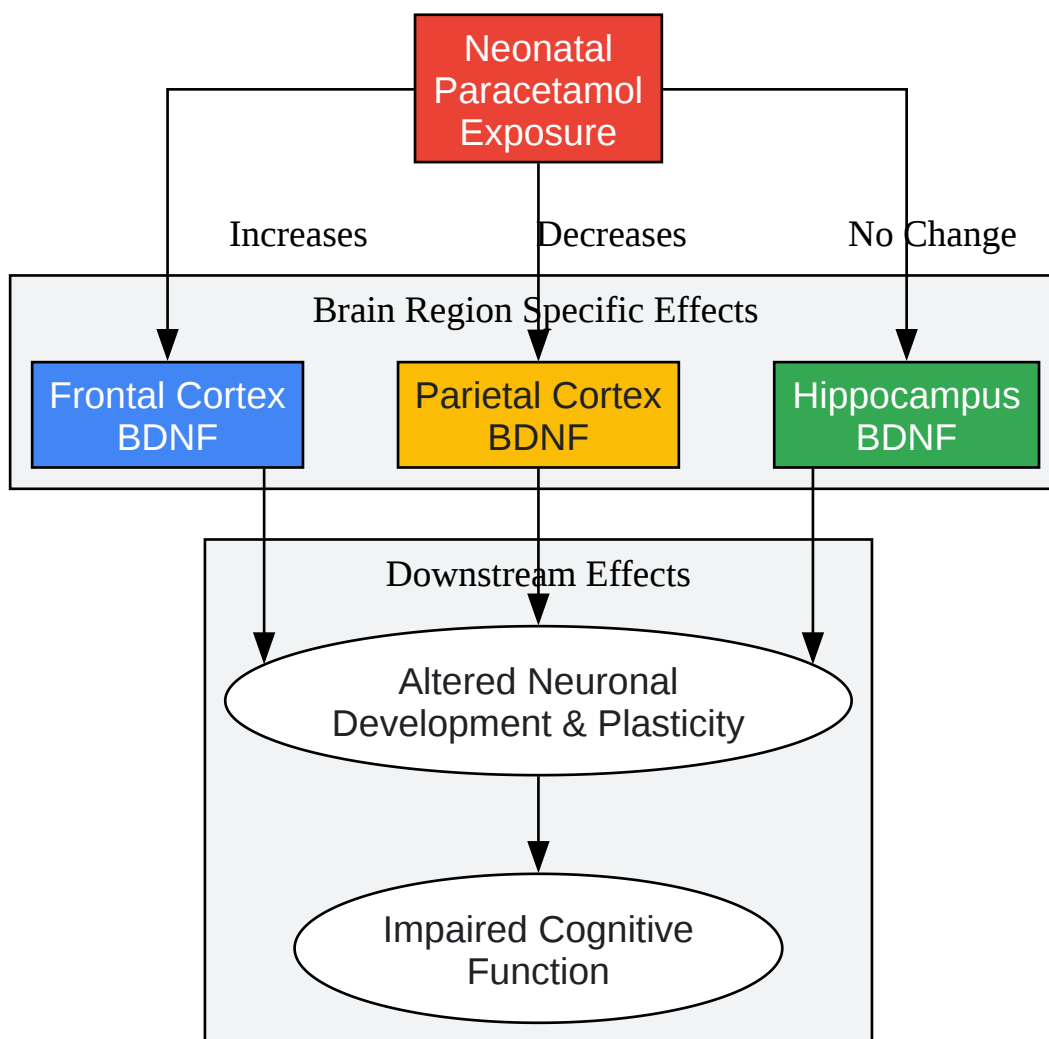 Neonatal
Paracetamol
Exposure
Increases
Decreases
No Change
Brain Region Specific Effects
Frontal Cortex
BDNF
Parietal Cortex
BDNF
Hippocampus
BDNF
Downstream Effects
Altered Neuronal
Development & Plasticity
Impaired Cognitive
Function